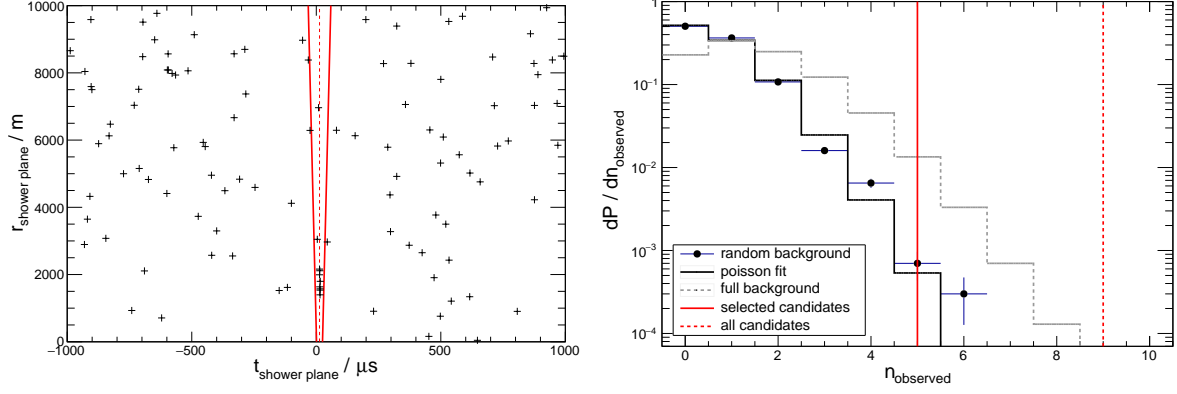 10000
8000
6000
4000
2000
0
r_shower plane / m
−1000
−500
0
500
1000
t_shower plane / μs
1
10⁻¹
10⁻²
10⁻³
10⁻⁴
dP / dn_observed
random background
poisson fit
full background
selected candidates
all candidates
0
2
4
6
8
10
n_observed